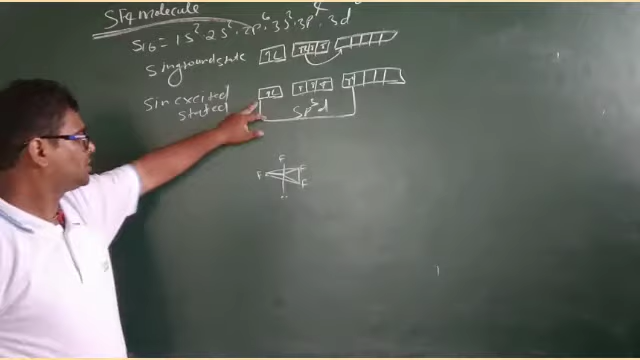 SF4 molecule
S16 = 1s² 2s² 2p⁶ 3s² 3p⁴ 3d
S in ground state
S in excited
state
sp³d
F
F F
F